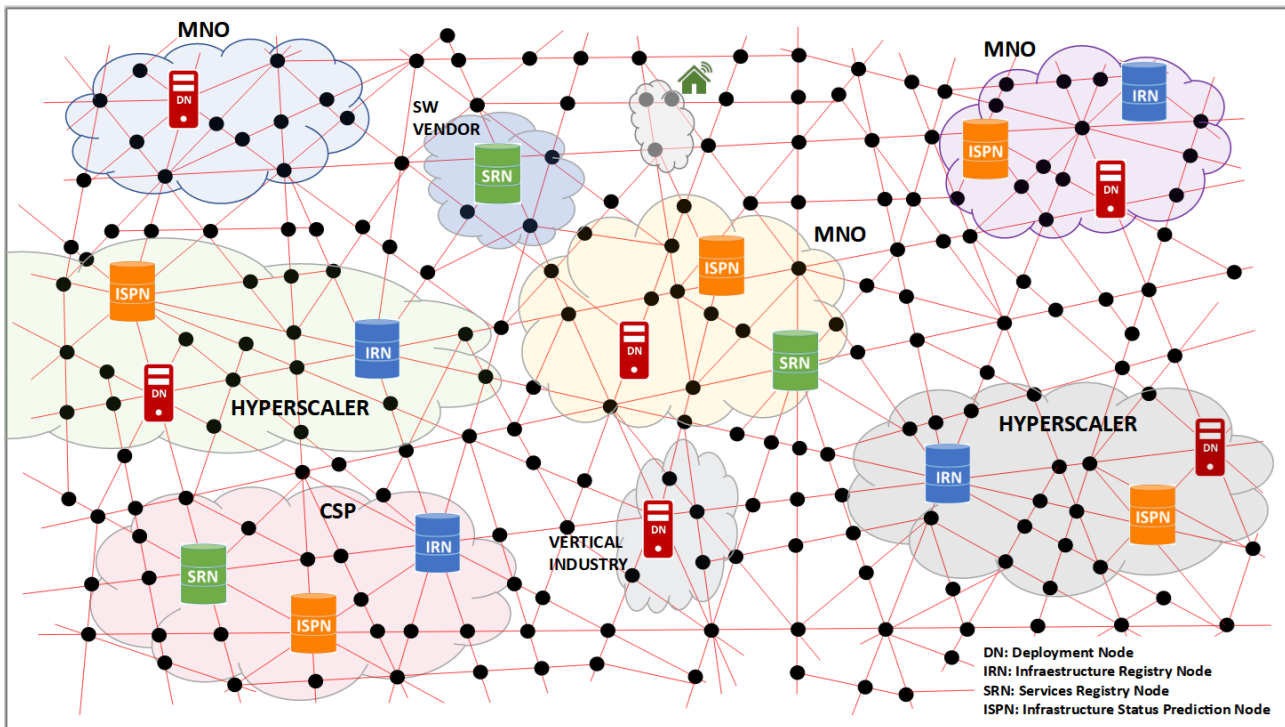 MNO
MNO
DN
IRN
SW
VENDOR
ISPN
SRN
DN
MNO
ISPN
ISPN
IRN
DN
SRN
DN
HYPERSCALER
HYPERSCALER
DN
IRN
CSP
ISPN
DN
IRN
VERTICAL
INDUSTRY
SRN
ISPN
DN: Deployment Node
IRN: Infraestructure Registry Node
SRN: Services Registry Node
ISPN: Infrastructure Status Prediction Node